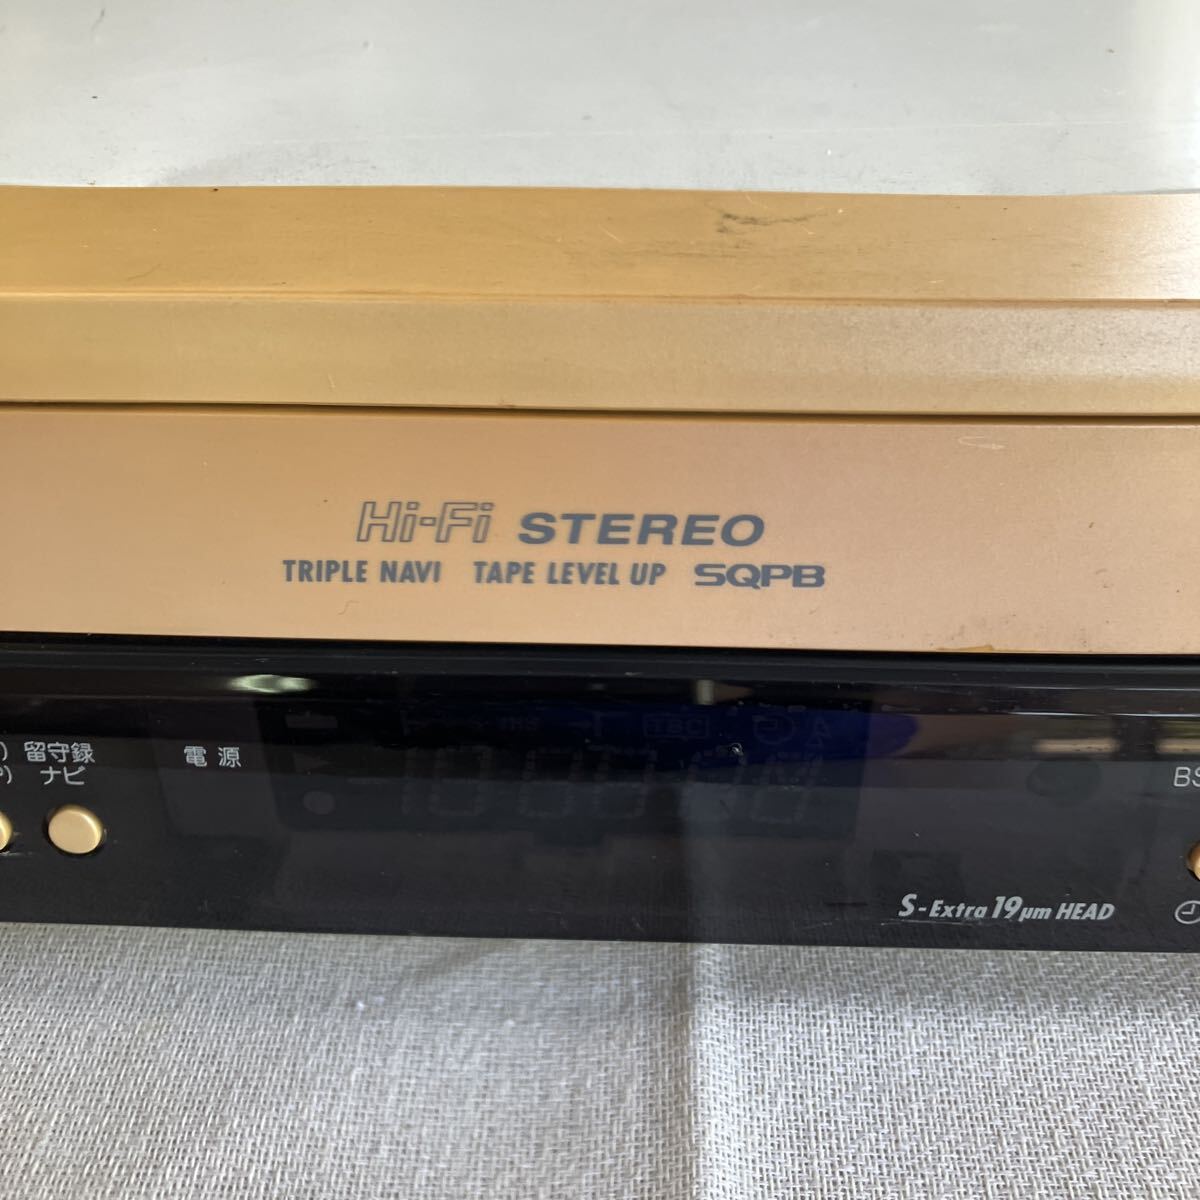 Hi-Fi STEREO
TRIPLE NAVI TAPE LEVEL UP SQPB
留守録
ナビ
電源
BS
S-Extra 19μm HEAD